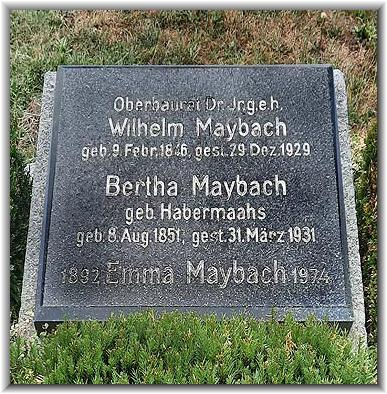 Oberbaurat Dr. Jng.e.h.
Wilhelm Maybach
geb. 9. Febr. 1846, gest. 29. Dez. 1929
Bertha Maybach
geb. Habermaahs
geb. 8. Aug. 1851, gest. 31. März 1931
1892 Emma Maybach 1974